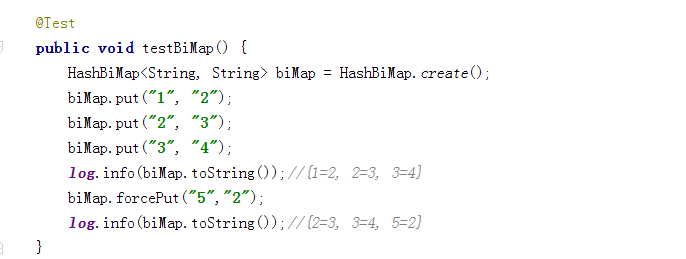 @Test
public void testBiMap() {
    HashBiMap<String, String> biMap = HashBiMap.create();
    biMap.put("1", "2");
    biMap.put("2", "3");
    biMap.put("3", "4");
    log.info(biMap.toString());//{1=2, 2=3, 3=4}
    biMap.forcePut("5","2");
    log.info(biMap.toString());//{2=3, 3=4, 5=2}
}